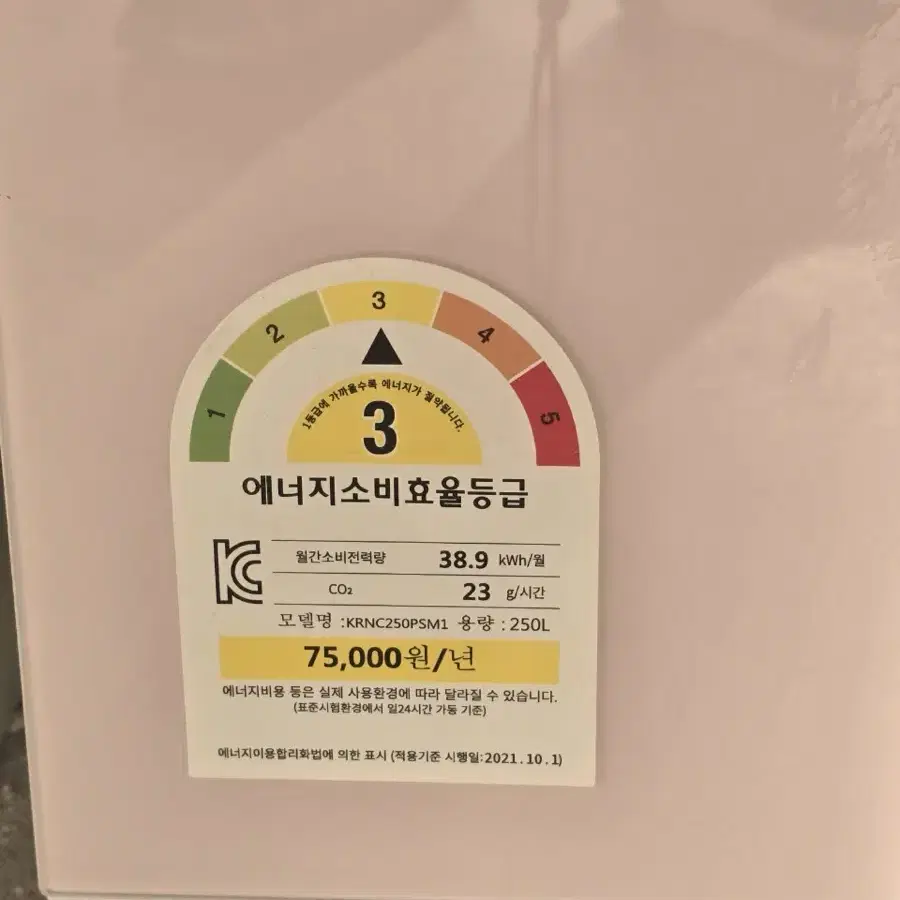 1 2 3 4 5
1등급에 가까울수록 에너지가 절약됩니다.
3
에너지소비효율등급
월간소비전력량 38.9 kWh/월
CO₂ 23 g/시간
모델명 :KRNC250PSM1 용량 : 250L
75,000원/년
에너지비용 등은 실제 사용환경에 따라 달라질 수 있습니다.
(표준시험환경에서 일24시간 가동 기준)
에너지이용합리화법에 의한 표시 (적용기준 시행일:2021.10.1)